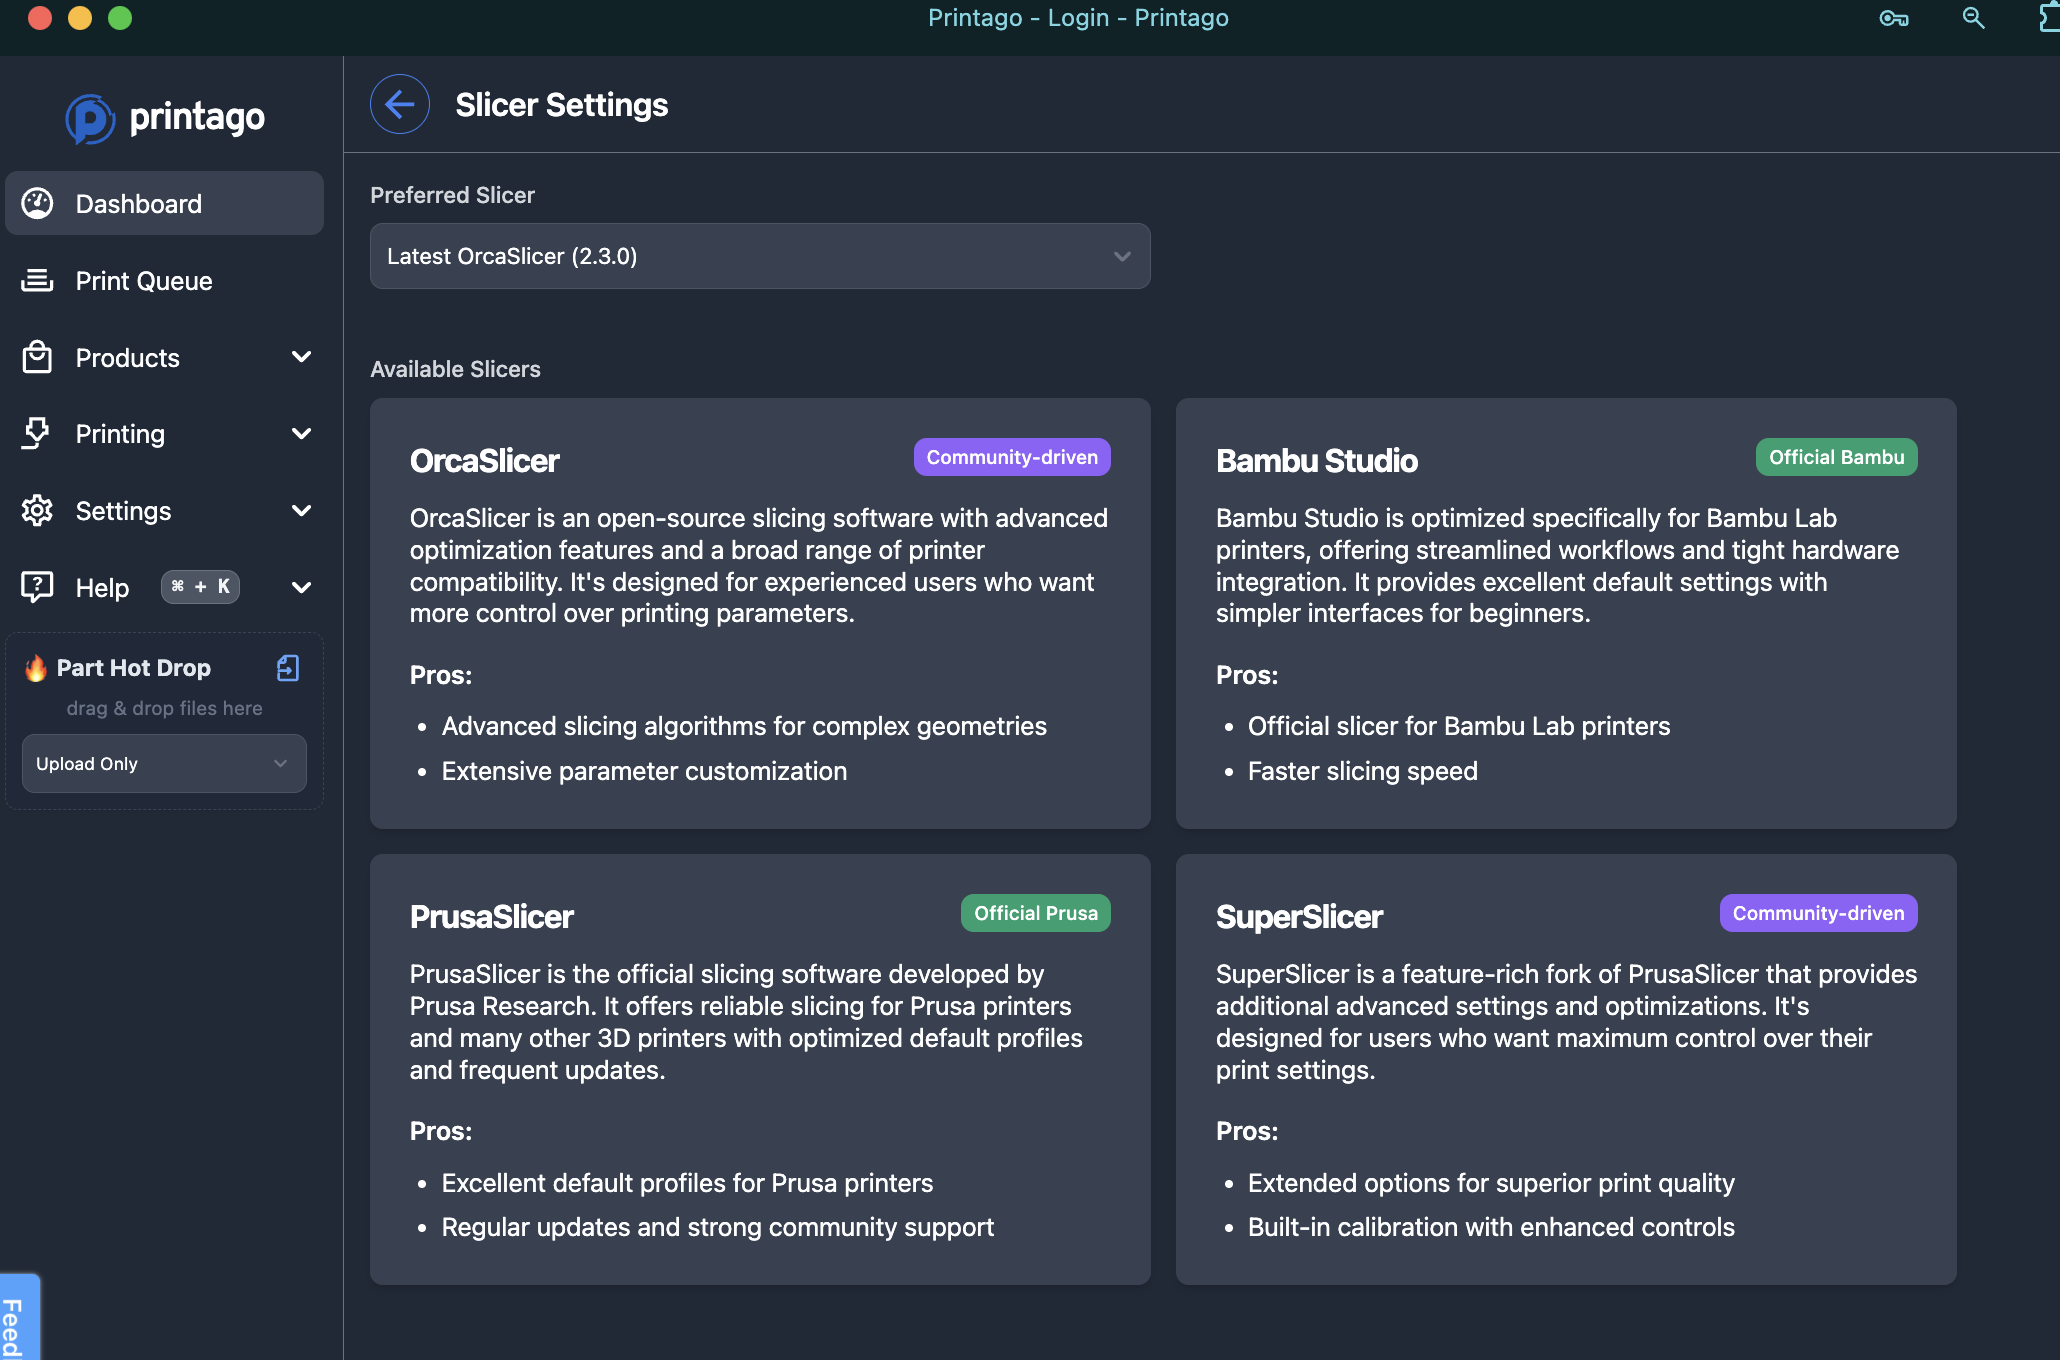 Printago - Login - Printago
printago
Dashboard
Print Queue
Products
Printing
Settings
Help ⌘ + K
🔥 Part Hot Drop
drag & drop files here
Upload Only
Slicer Settings
Preferred Slicer
Latest OrcaSlicer (2.3.0)
Available Slicers
OrcaSlicer
Community-driven
OrcaSlicer is an open-source slicing software with advanced
optimization features and a broad range of printer
compatibility. It's designed for experienced users who want
more control over printing parameters.
Pros:
• Advanced slicing algorithms for complex geometries
• Extensive parameter customization
Bambu Studio
Official Bambu
Bambu Studio is optimized specifically for Bambu Lab
printers, offering streamlined workflows and tight hardware
integration. It provides excellent default settings with
simpler interfaces for beginners.
Pros:
• Official slicer for Bambu Lab printers
• Faster slicing speed
PrusaSlicer
Official Prusa
PrusaSlicer is the official slicing software developed by
Prusa Research. It offers reliable slicing for Prusa printers
and many other 3D printers with optimized default profiles
and frequent updates.
Pros:
• Excellent default profiles for Prusa printers
• Regular updates and strong community support
SuperSlicer
Community-driven
SuperSlicer is a feature-rich fork of PrusaSlicer that provides
additional advanced settings and optimizations. It's
designed for users who want maximum control over their
print settings.
Pros:
• Extended options for superior print quality
• Built-in calibration with enhanced controls